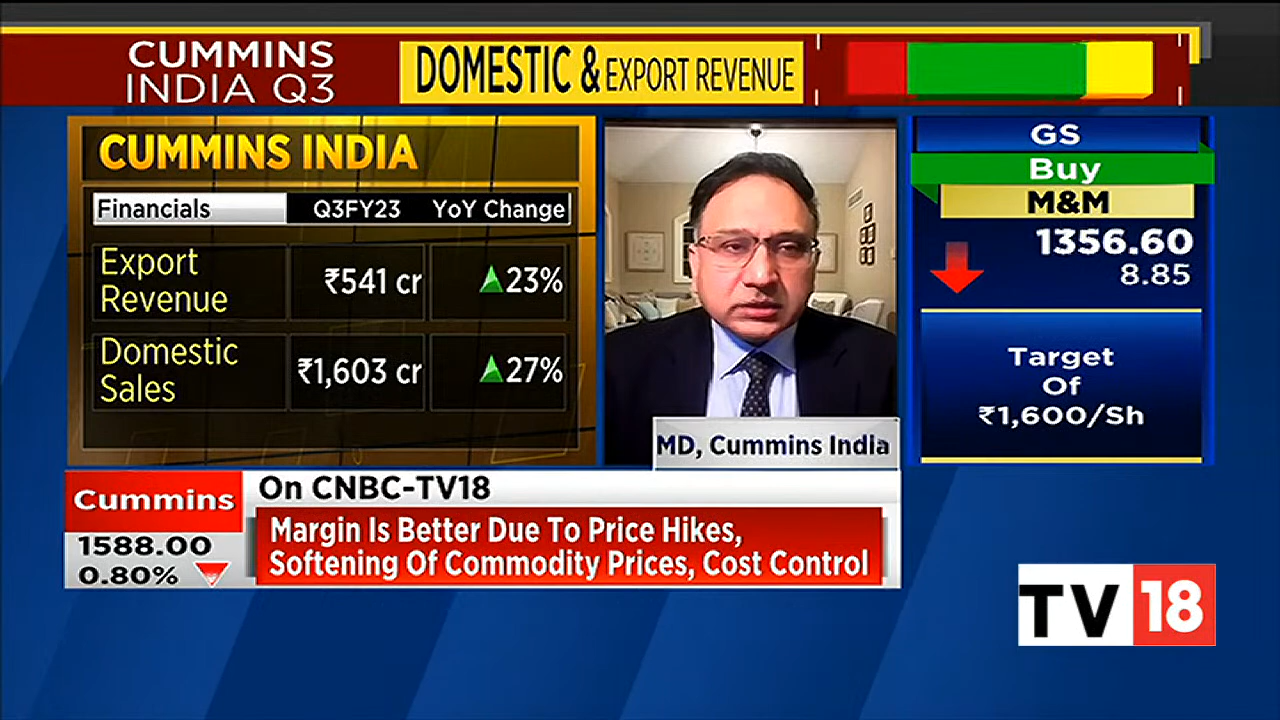 CUMMINS
INDIA Q3
DOMESTIC & EXPORT REVENUE
CUMMINS INDIA
Financials Q3FY23 YoY Change
Export
Revenue
₹541 cr
23%
Domestic
Sales
₹1,603 cr
27%
MD, Cummins India
GS
Buy
M&M
1356.60
8.85
Target
Of
₹1,600/Sh
Cummins
1588.00
0.80%
On CNBC-TV18
Margin Is Better Due To Price Hikes,
Softening Of Commodity Prices, Cost Control
TV18